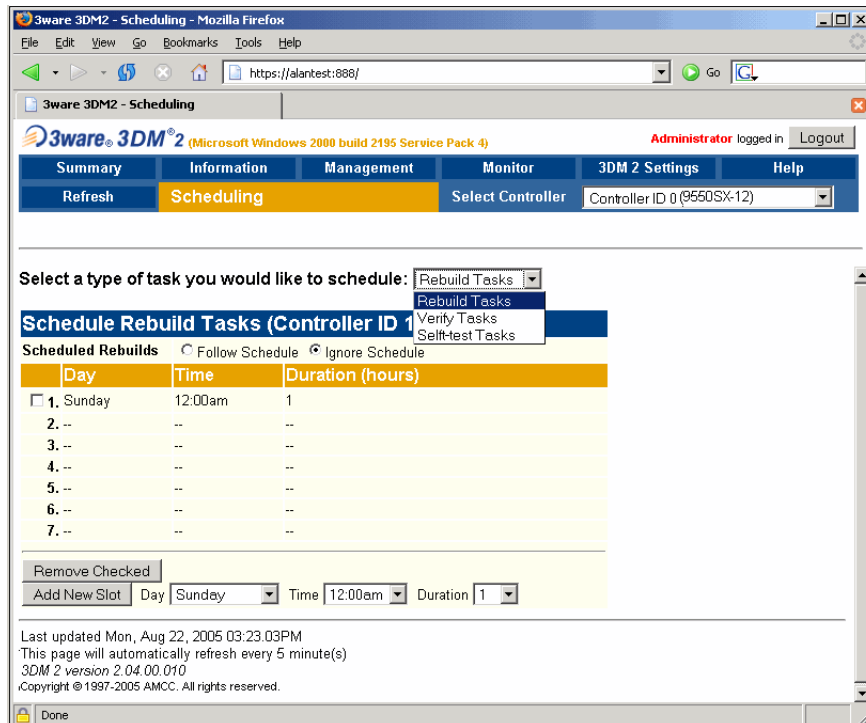 3ware 3DM2 - Scheduling - Mozilla Firefox
File Edit View Go Bookmarks Tools Help
https://alantest:888/ Go G
3ware 3DM2 - Scheduling
3ware® 3DM®2 (Microsoft Windows 2000 build 2195 Service Pack 4) Administrator logged in Logout
Summary Information Management Monitor 3DM 2 Settings Help
Refresh Scheduling Select Controller Controller ID 0 (9550SX-12)
Select a type of task you would like to schedule: Rebuild Tasks
Rebuild Tasks
Verify Tasks
Selft-test Tasks
Schedule Rebuild Tasks (Controller ID 1
Scheduled Rebuilds Follow Schedule Ignore Schedule
Day Time Duration (hours)
1. Sunday 12:00am 1
2. -- -- --
3. -- -- --
4. -- -- --
5. -- -- --
6. -- -- --
7. -- -- --
Remove Checked
Add New Slot Day Sunday Time 12:00am Duration 1
Last updated Mon, Aug 22, 2005 03:23.03PM
This page will automatically refresh every 5 minute(s)
3DM 2 version 2.04.00.010
Copyright © 1997-2005 AMCC. All rights reserved.
Done